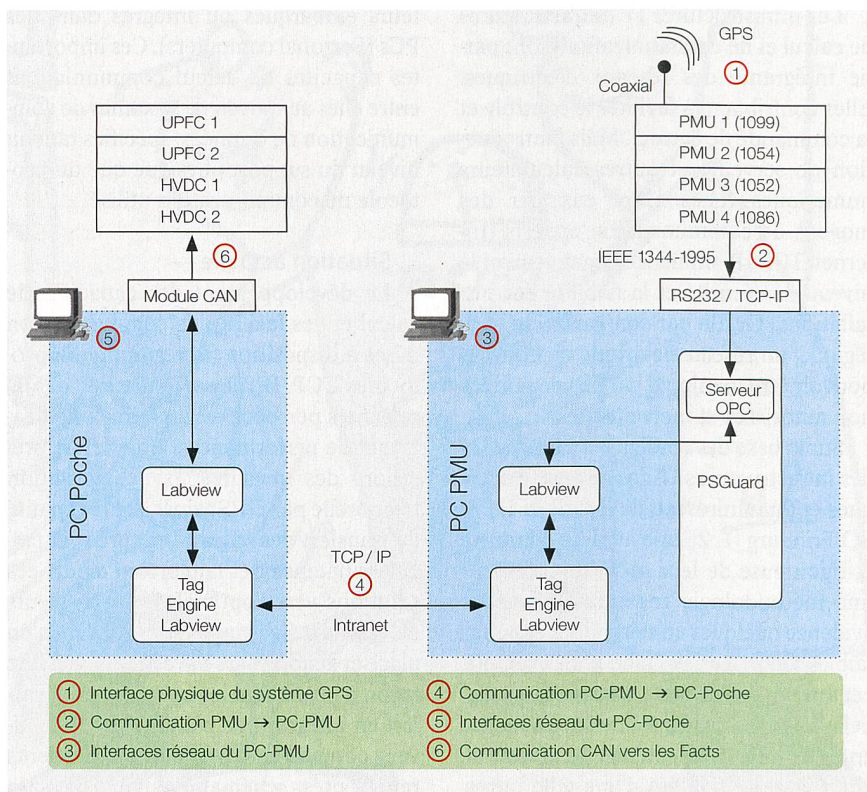 GPS
1
Coaxial
UPFC 1
UPFC 2
HVDC 1
HVDC 2
PMU 1 (1099)
PMU 2 (1054)
PMU 3 (1052)
PMU 4 (1086)
6
IEEE 1344-1995
2
Module CAN
RS232 / TCP-IP
5
3
Serveur
OPC
PC Poche
Labview
PC PMU
Labview
PSGuard
Tag
Engine
Labview
TCP / IP
4
Intranet
Tag
Engine
Labview
1 Interface physique du système GPS
2 Communication PMU → PC-PMU
3 Interfaces réseau du PC-PMU
4 Communication PC-PMU → PC-Poche
5 Interfaces réseau du PC-Poche
6 Communication CAN vers les Facts